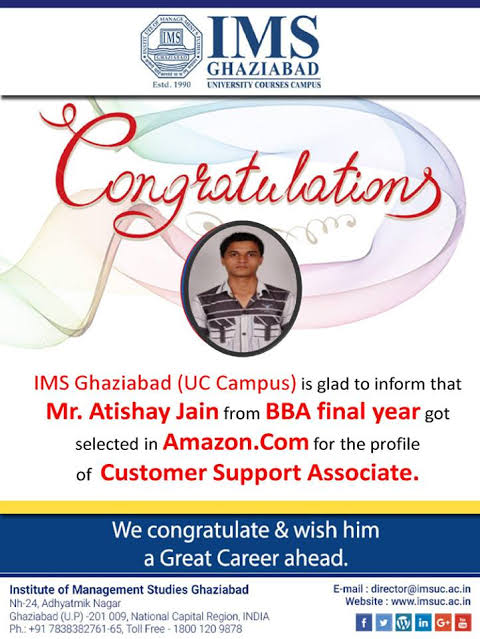 IMS
GHAZIABAD
Estd. 1990
UNIVERSITY COURSES CAMPUS
Congratulations
IMS Ghaziabad (UC Campus) is glad to inform that
Mr. Atishay Jain from BBA final year got
selected in Amazon.Com for the profile
of Customer Support Associate.
We congratulate & wish him
a Great Career ahead.
Institute of Management Studies Ghaziabad
Nh-24, Adhyatmik Nagar
Ghaziabad (U.P) -201 009, National Capital Region, INDIA
Ph.: +91 7838382761-65, Toll Free - 1800 120 9878
E-mail : director@imsuc.ac.in
Website : www.imsuc.ac.in